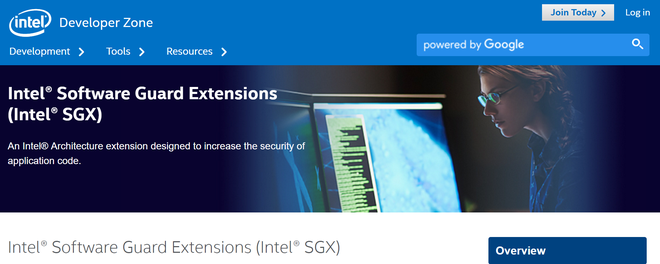 intel Developer Zone
Join Today > Log in
Development > Tools > Resources >
powered by Google
Intel® Software Guard Extensions
(Intel® SGX)
An Intel® Architecture extension designed to increase the security of
application code.
Intel® Software Guard Extensions (Intel® SGX)
Overview